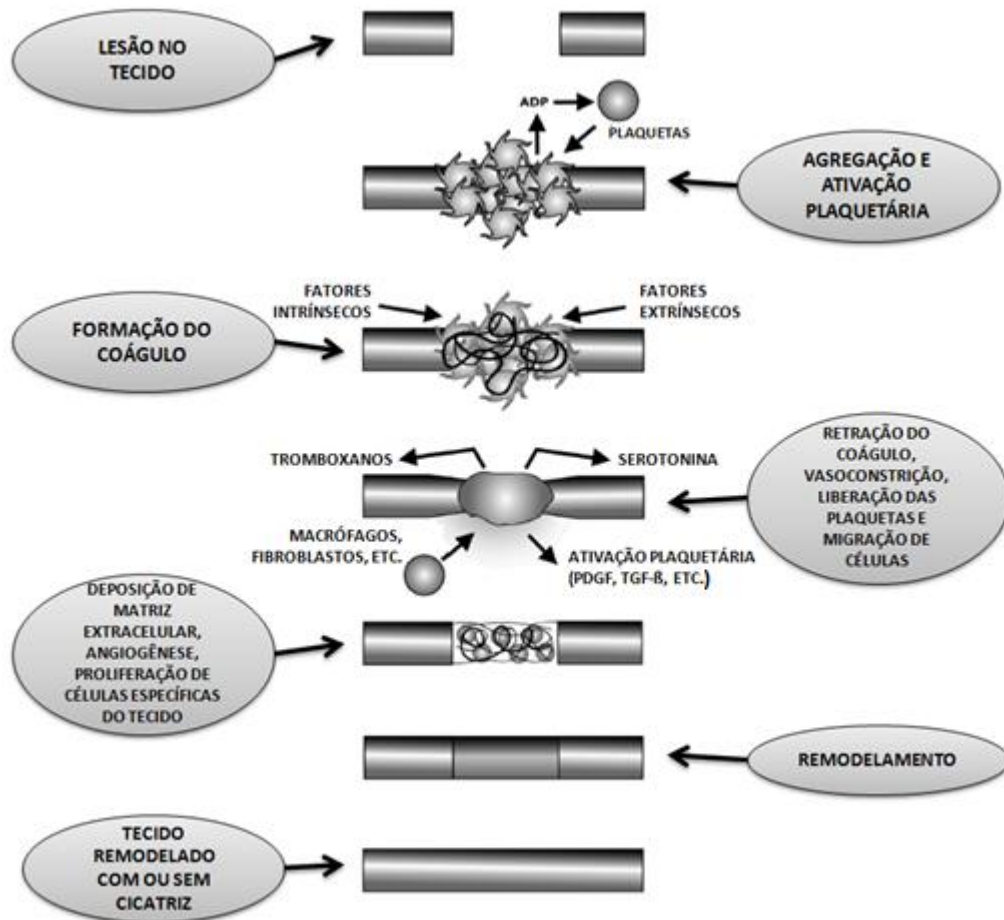 LESÃO NO
TECIDO
ADP
PLAQUETAS
AGREGAÇÃO E
ATIVAÇÃO
PLAQUETÁRIA
FATORES
INTRÍNSECOS
FATORES
EXTRÍNSECOS
FORMAÇÃO DO
COÁGULO
TROMBOXANOS
SEROTONINA
RETRAÇÃO DO
COÁGULO,
VASOCONSTRIÇÃO,
LIBERAÇÃO DAS
PLAQUETAS E
MIGRAÇÃO DE
CÉLULAS
MACRÓFAGOS,
FIBROBLASTOS, ETC.
ATIVAÇÃO PLAQUETÁRIA
(PDGF, TGF-ß, ETC.)
DEPOSIÇÃO DE
MATRIZ
EXTRACELULAR,
ANGIOGÊNESE,
PROLIFERAÇÃO DE
CÉLULAS ESPECÍFICAS
DO TECIDO
REMODELAMENTO
TECIDO
REMODELADO
COM OU SEM
CICATRIZ